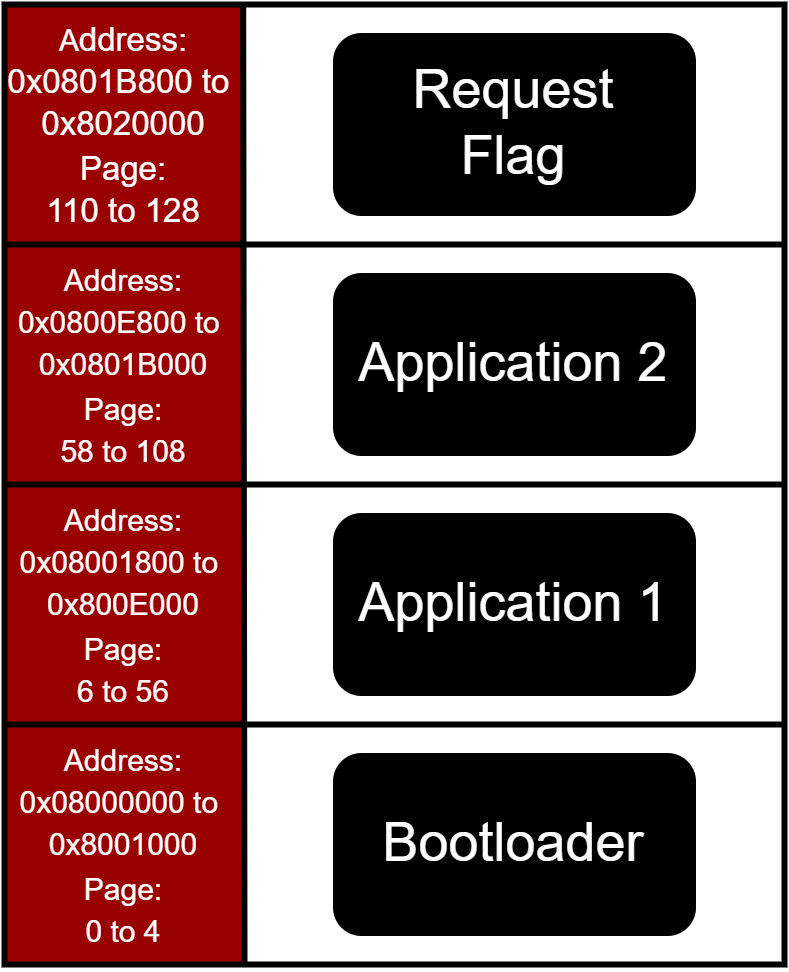 Address:
0x0801B800 to
0x8020000
Page:
110 to 128
Request
Flag
Address:
0x0800E800 to
0x0801B000
Page:
58 to 108
Application 2
Address:
0x08001800 to
0x800E000
Page:
6 to 56
Application 1
Address:
0x08000000 to
0x8001000
Page:
0 to 4
Bootloader